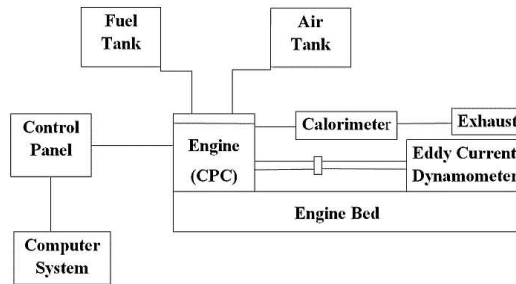 Fuel
Tank
Air
Tank
Control
Panel
Engine
(CPC)
Calorimeter
Exhaust
Eddy Current
Dynamometer
Engine Bed
Computer
System